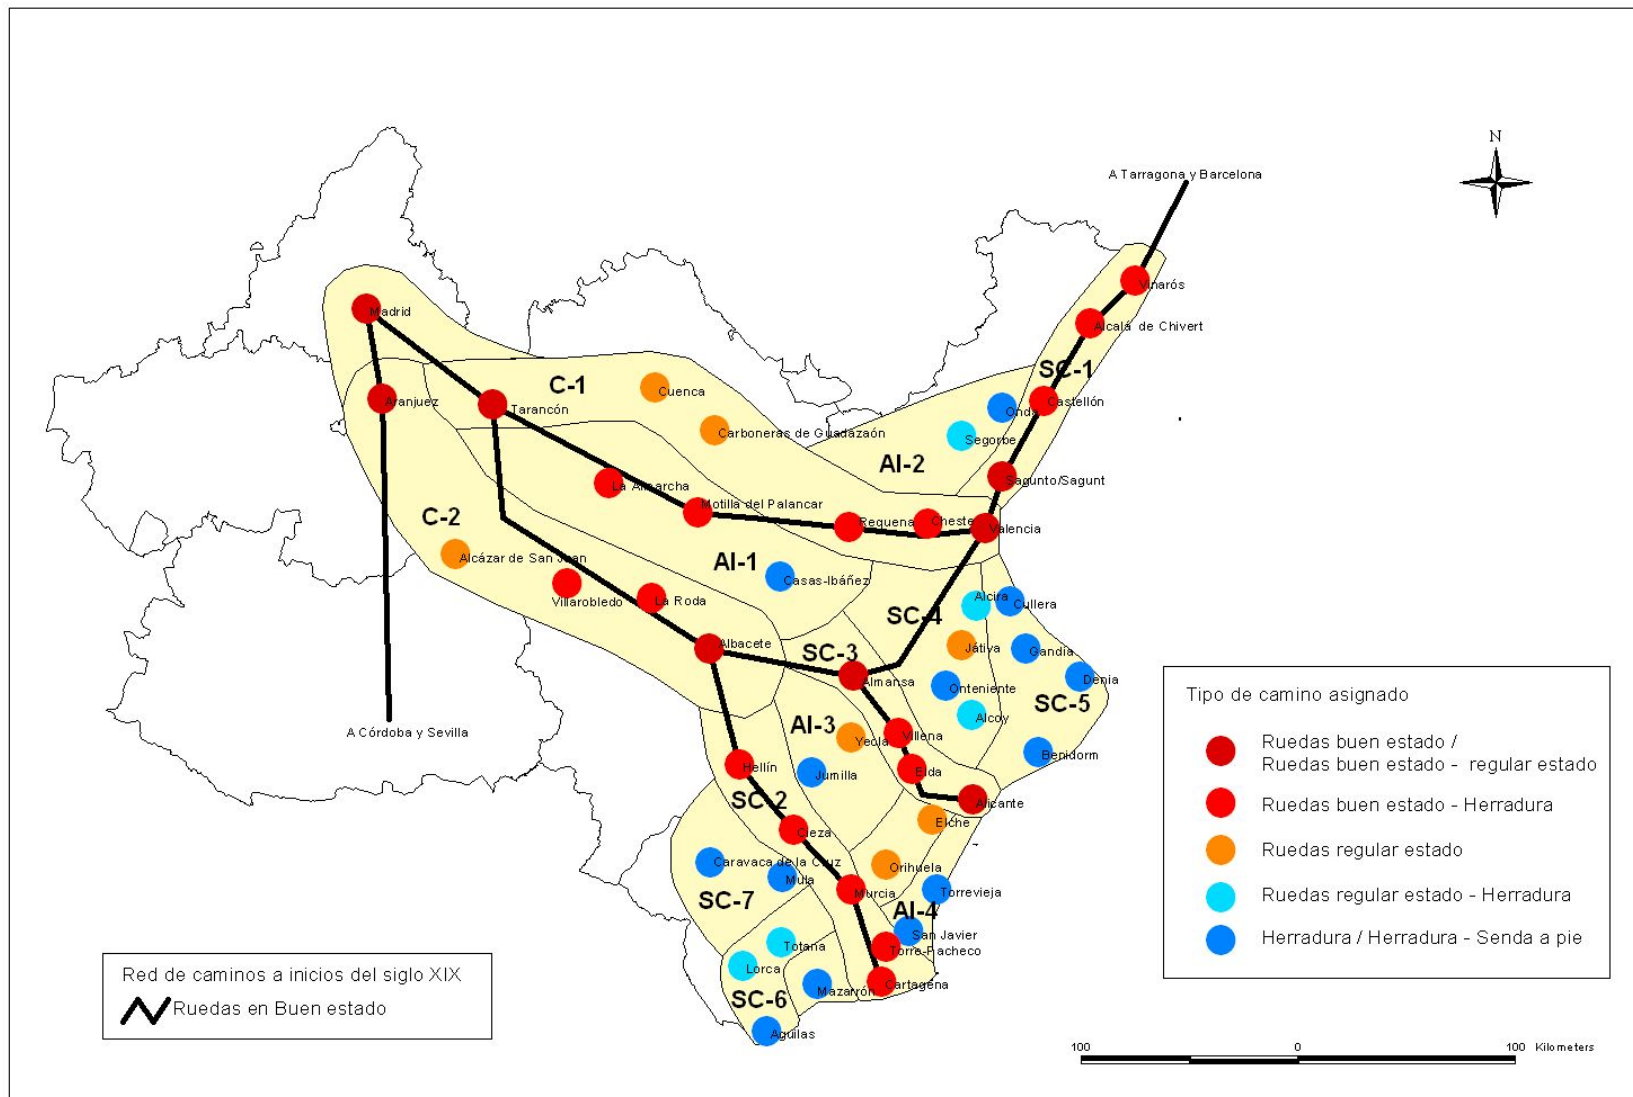 N
A Tarragona y Barcelona
Vinarós
Madrid
Alcalá de Chivert
SC-1
C-1
Cuenca
Aranjuez
Tarancón
Castellón
Onda
Carboneras de Guadazaón
Segorbe
AI-2
Sagunto/Sagunt
La Almarcha
Motilla del Palancar
C-2
Requena
Cheste
Valencia
Alcázar de San Juan
AI-1
Casas-Ibáñez
Villarobledo
La Roda
Alcira
Cullera
SC-4
Albacete
SC-3
Játiva
Gandía
Almansa
Onteniente
Denia
SC-5
Alcoy
A Córdoba y Sevilla
AI-3
Yecla
Villena
Benidorm
Hellín
Jumilla
Elda
SC-2
Alicante
Elche
Cieza
Caravaca de la Cruz
Orihuela
Mula
SC-7
Murcia
Torrevieja
AI-4
San Javier
Totana
Torre-Pacheco
Lorca
Cartagena
Mazarrón
SC-6
Aguilas
Tipo de camino asignado
Ruedas buen estado /
Ruedas buen estado - regular estado
Ruedas buen estado - Herradura
Ruedas regular estado
Ruedas regular estado - Herradura
Herradura / Herradura - Senda a pie
Red de caminos a inicios del siglo XIX
Ruedas en Buen estado
100 0 100 Kilometers